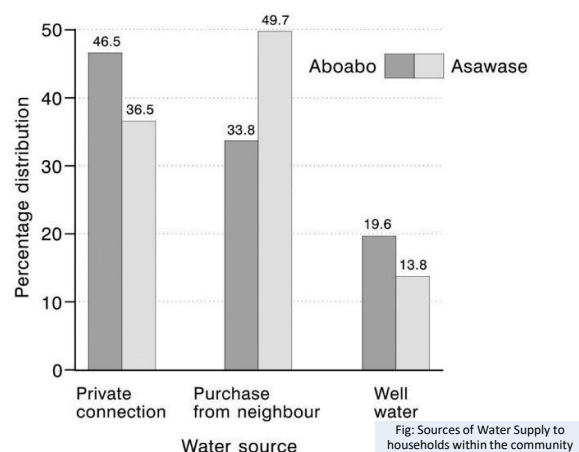 50
40
30
20
10
0
Percentage distribution
46.5
36.5
33.8
49.7
19.6
13.8
Aboabo
Asawase
Private
connection
Purchase
from neighbour
Well
water
Water source
Fig: Sources of Water Supply to
households within the community